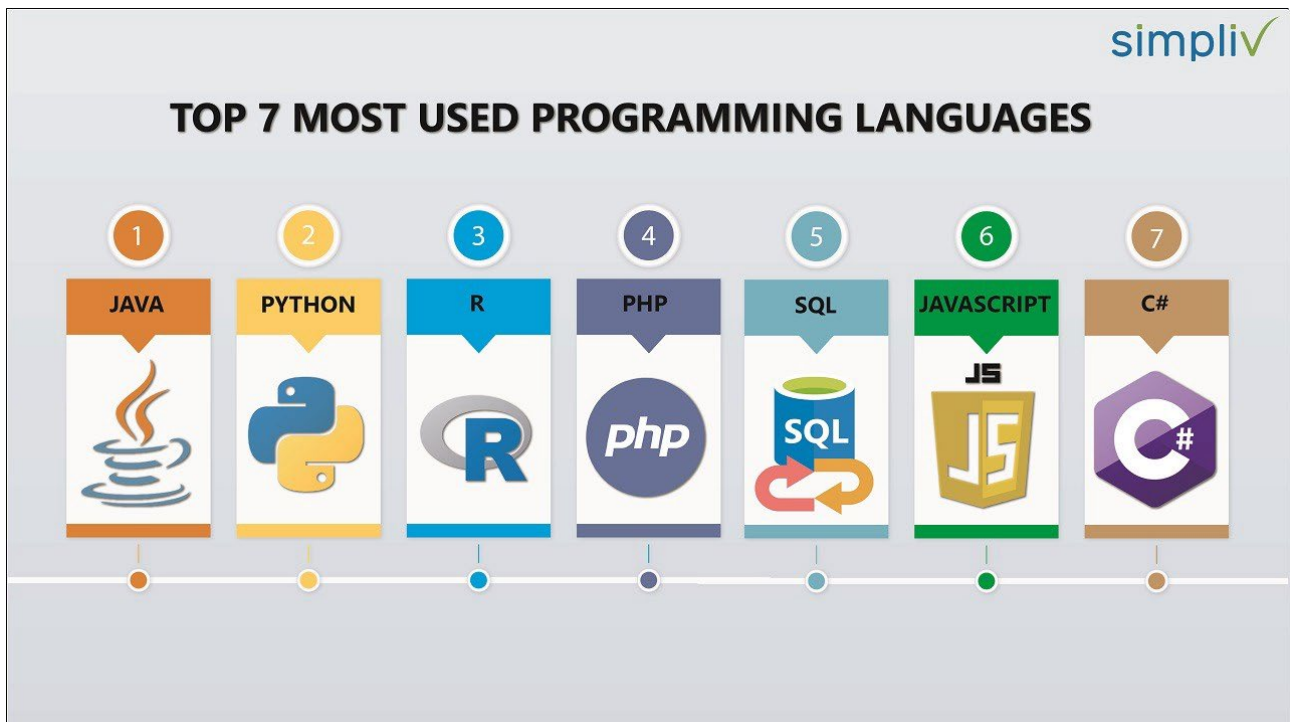 simpliv
TOP 7 MOST USED PROGRAMMING LANGUAGES
1 2 3 4 5 6 7
JAVA PYTHON R PHP SQL JAVASCRIPT C#
JS
R php SQL JS C#